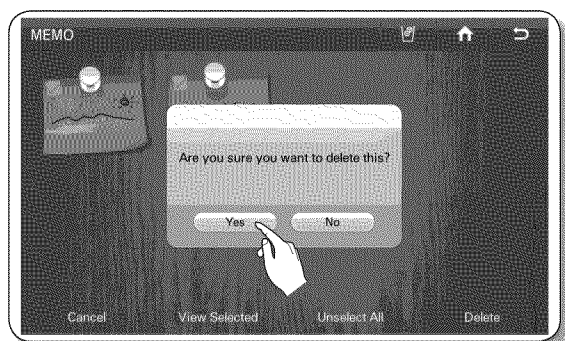 MEMO
Are you sure you want to delete this?
Yes No
Cancel View Selected Unselect All Delete